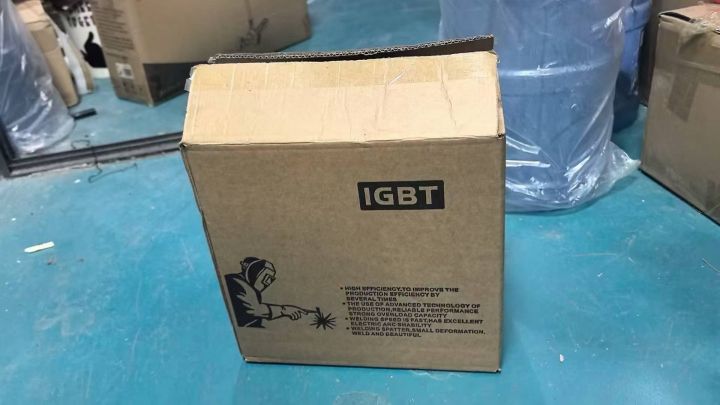 IGBT
• HIGH EFFICIENCY,TO IMPROVE THE
PRODUCTION EFFICIENCY BY
SEVERAL TIMES
• THE USE OF ADVANCED TECHNOLOGY OF
PRODUCTION,RELIABLE PERFORMANCE
STRONG OVERLOAD CAPACITY
• WELDING SPEED IS FAST,HAS EXCELLENT
ELECTRIC ARC SHABILITY
• WELDING SPATTER,SMALL DEFORMATION,
WELD AND BEAUTIFUL.